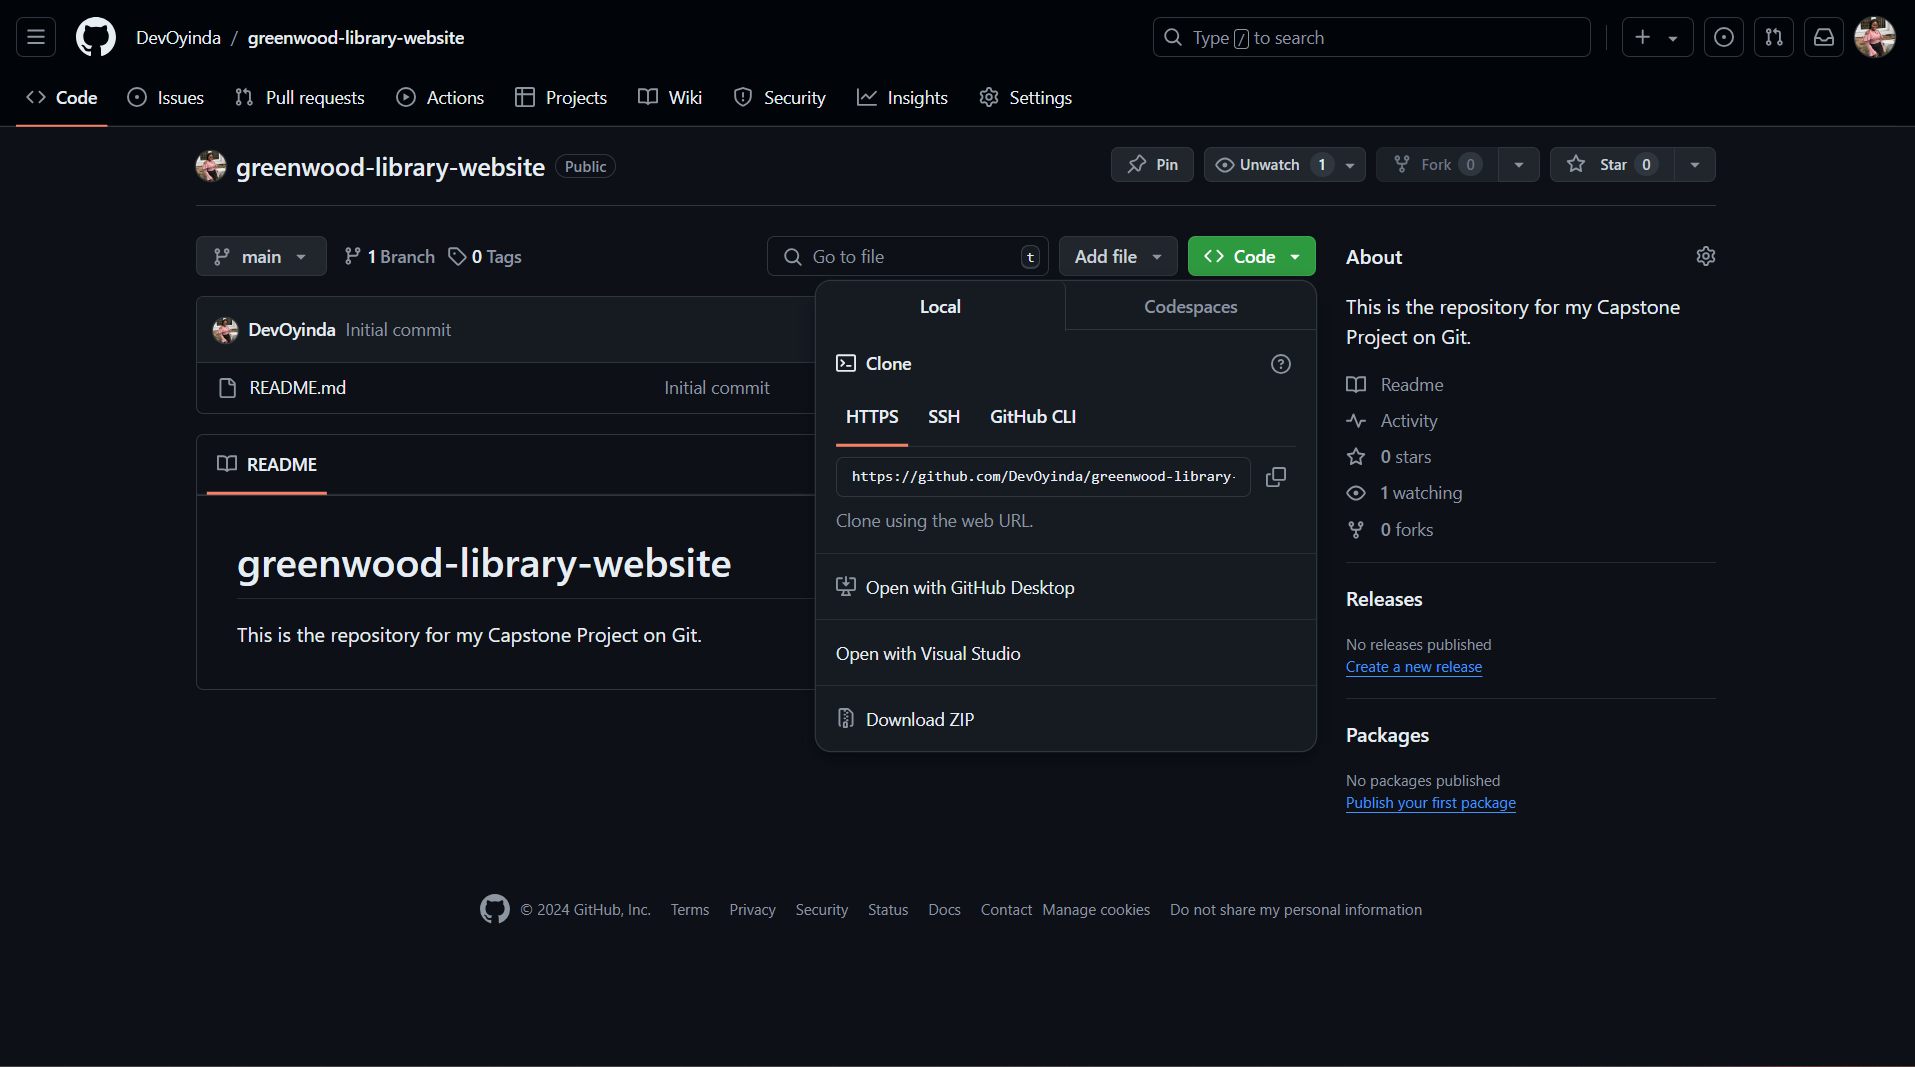 DevOyinda / greenwood-library-website
Type / to search
Code Issues Pull requests Actions Projects Wiki Security Insights Settings
greenwood-library-website Public
Pin Unwatch 1 Fork 0 Star 0
main 1 Branch 0 Tags Go to file t Add file Code
DevOyinda Initial commit
README.md Initial commit
README
greenwood-library-website
This is the repository for my Capstone Project on Git.
Local Codespaces
Clone
HTTPS SSH GitHub CLI
https://github.com/DevOyinda/greenwood-library-
Clone using the web URL.
Open with GitHub Desktop
Open with Visual Studio
Download ZIP
About
This is the repository for my Capstone
Project on Git.
Readme
Activity
0 stars
1 watching
0 forks
Releases
No releases published
Create a new release
Packages
No packages published
Publish your first package
© 2024 GitHub, Inc. Terms Privacy Security Status Docs Contact Manage cookies Do not share my personal information